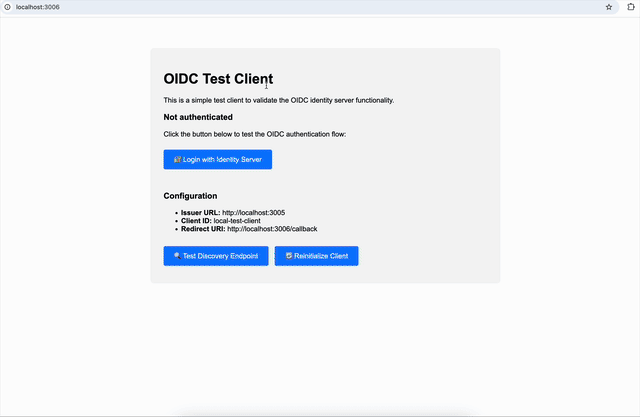 localhost:3006
OIDC Test Client
This is a simple test client to validate the OIDC identity server functionality.
Not authenticated
Click the button below to test the OIDC authentication flow:
Login with Identity Server
Configuration
• Issuer URL: http://localhost:3005
• Client ID: local-test-client
• Redirect URI: http://localhost:3006/callback
Test Discovery Endpoint
Reinitialize Client